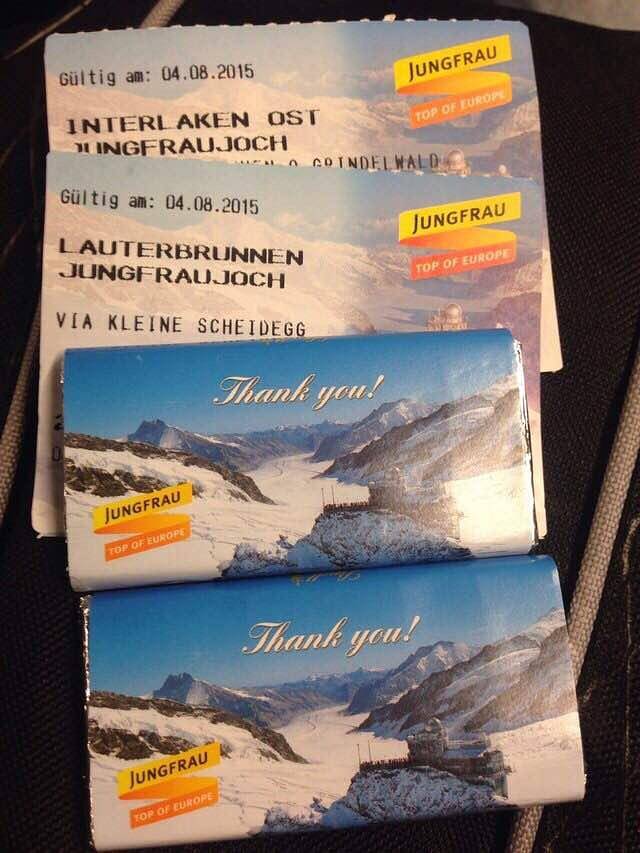 Gültig am: 04.08.2015
JUNGFRAU
TOP OF EUROPE
INTERLAKEN OST
JUNGFRAUJOCH
GRINDELWALD
Gültig am: 04.08.2015
JUNGFRAU
TOP OF EUROPE
LAUTERBRUNNEN
JUNGFRAUJOCH
VIA KLEINE SCHEIDEGG
Thank you!
JUNGFRAU
TOP OF EUROPE
Thank you!
JUNGFRAU
TOP OF EUROPE